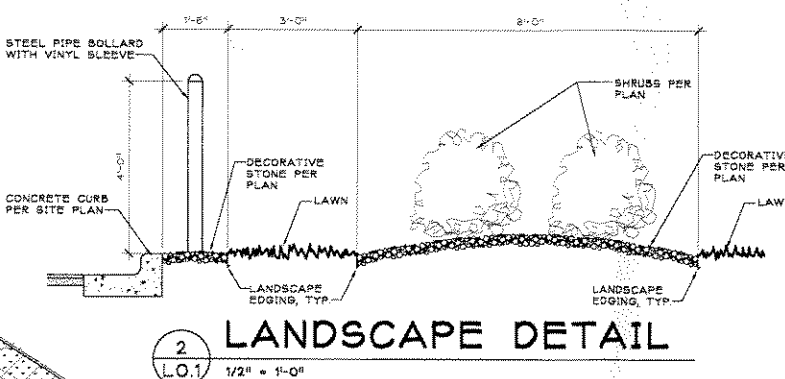 1'-6" 3'-0" 8'-0"
STEEL PIPE BOLLARD
WITH VINYL SLEEVE
SHRUBS PER
PLAN
4'-0"
DECORATIVE
STONE PER
PLAN
DECORATIVE
STONE PER
PLAN
CONCRETE CURB
PER SITE PLAN
LAWN
LAW
LANDSCAPE
EDGING, TYP.
LANDSCAPE
EDGING, TYP.
2
L0.1
LANDSCAPE DETAIL
1/2" = 1'-0"